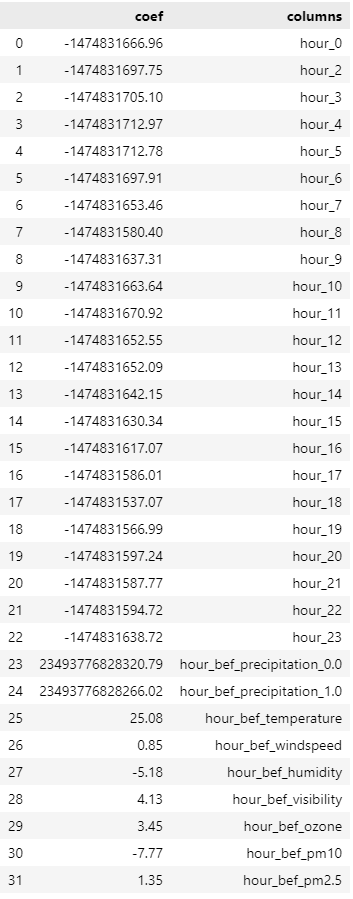 coef columns
0 -1474831666.96 hour_0
1 -1474831697.75 hour_2
2 -1474831705.10 hour_3
3 -1474831712.97 hour_4
4 -1474831712.78 hour_5
5 -1474831697.91 hour_6
6 -1474831653.46 hour_7
7 -1474831580.40 hour_8
8 -1474831637.31 hour_9
9 -1474831663.64 hour_10
10 -1474831670.92 hour_11
11 -1474831652.55 hour_12
12 -1474831652.09 hour_13
13 -1474831642.15 hour_14
14 -1474831630.34 hour_15
15 -1474831617.07 hour_16
16 -1474831586.01 hour_17
17 -1474831537.07 hour_18
18 -1474831566.99 hour_19
19 -1474831597.24 hour_20
20 -1474831587.77 hour_21
21 -1474831594.72 hour_22
22 -1474831638.72 hour_23
23 23493776828320.79 hour_bef_precipitation_0.0
24 23493776828266.02 hour_bef_precipitation_1.0
25 25.08 hour_bef_temperature
26 0.85 hour_bef_windspeed
27 -5.18 hour_bef_humidity
28 4.13 hour_bef_visibility
29 3.45 hour_bef_ozone
30 -7.77 hour_bef_pm10
31 1.35 hour_bef_pm2.5